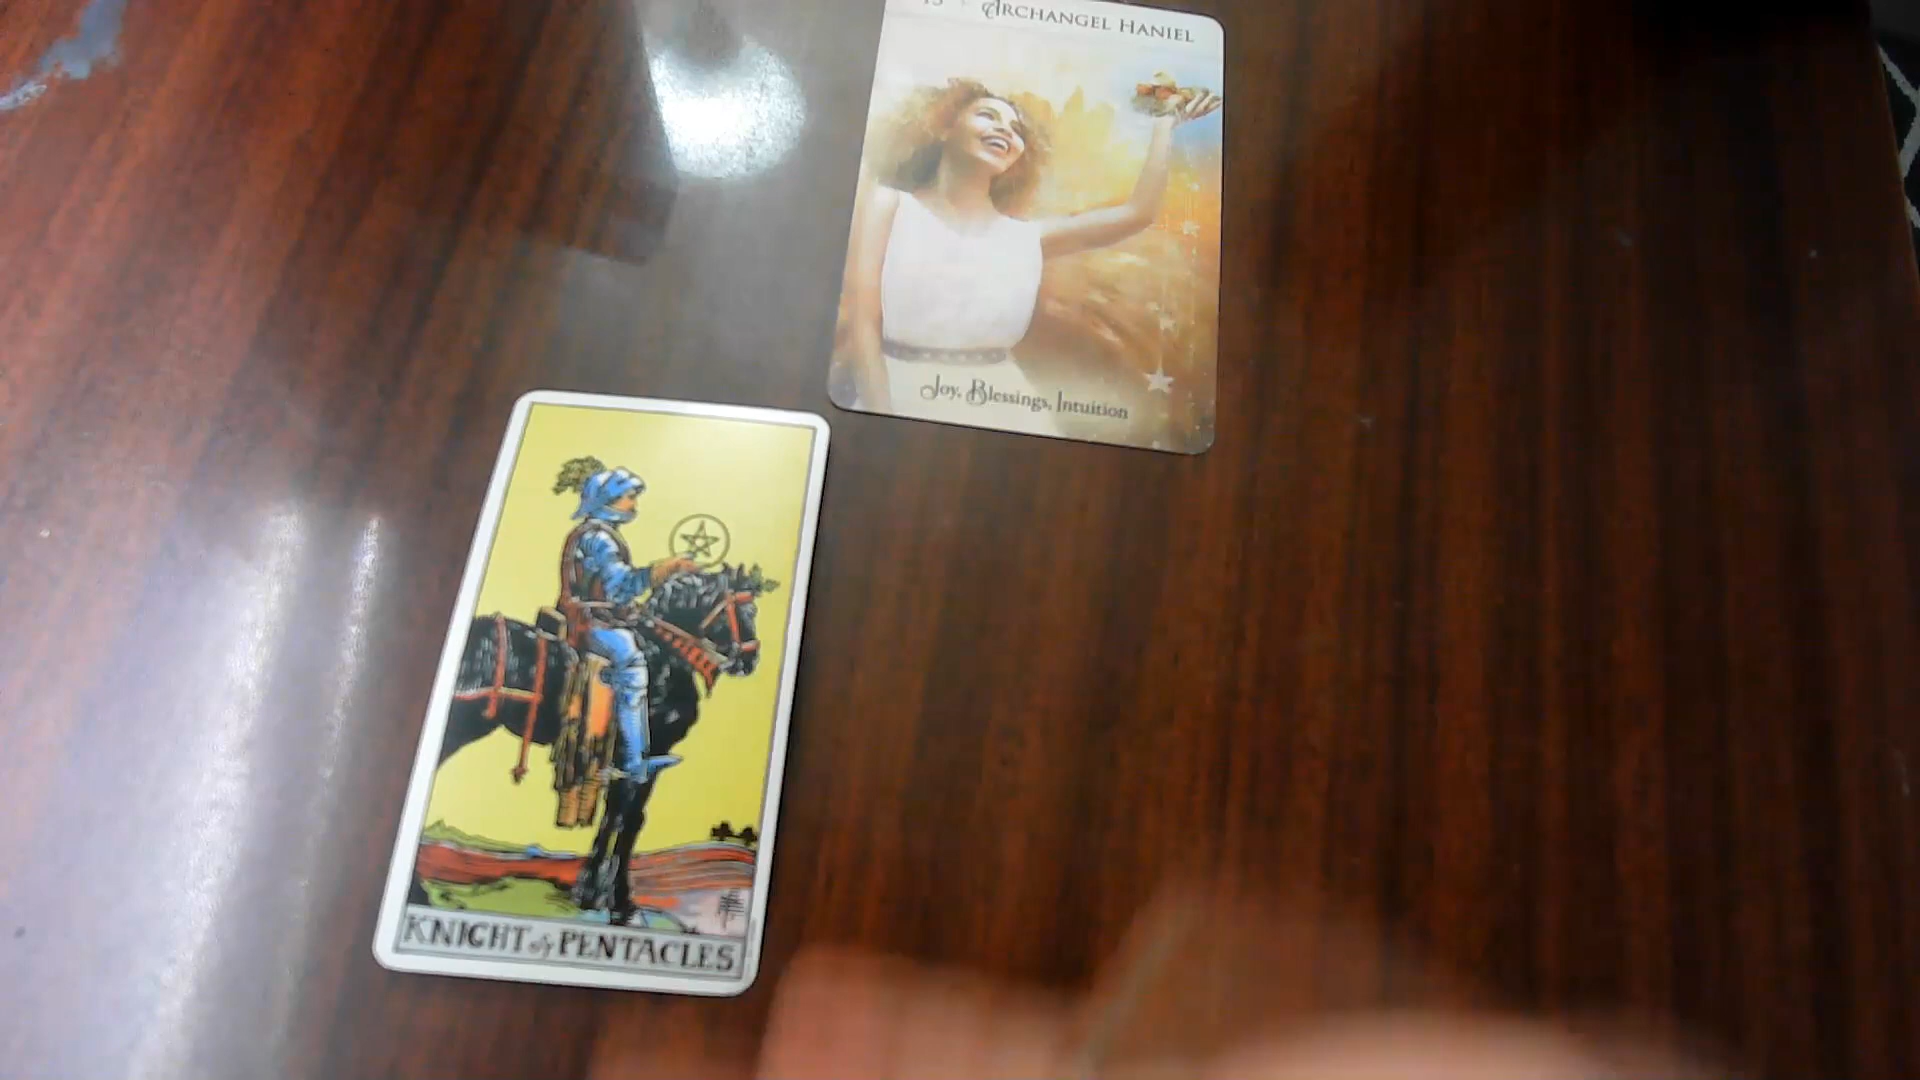 ARCHANGEL HANIEL
Joy, Blessings, Intuition
KNIGHT of PENTACLES